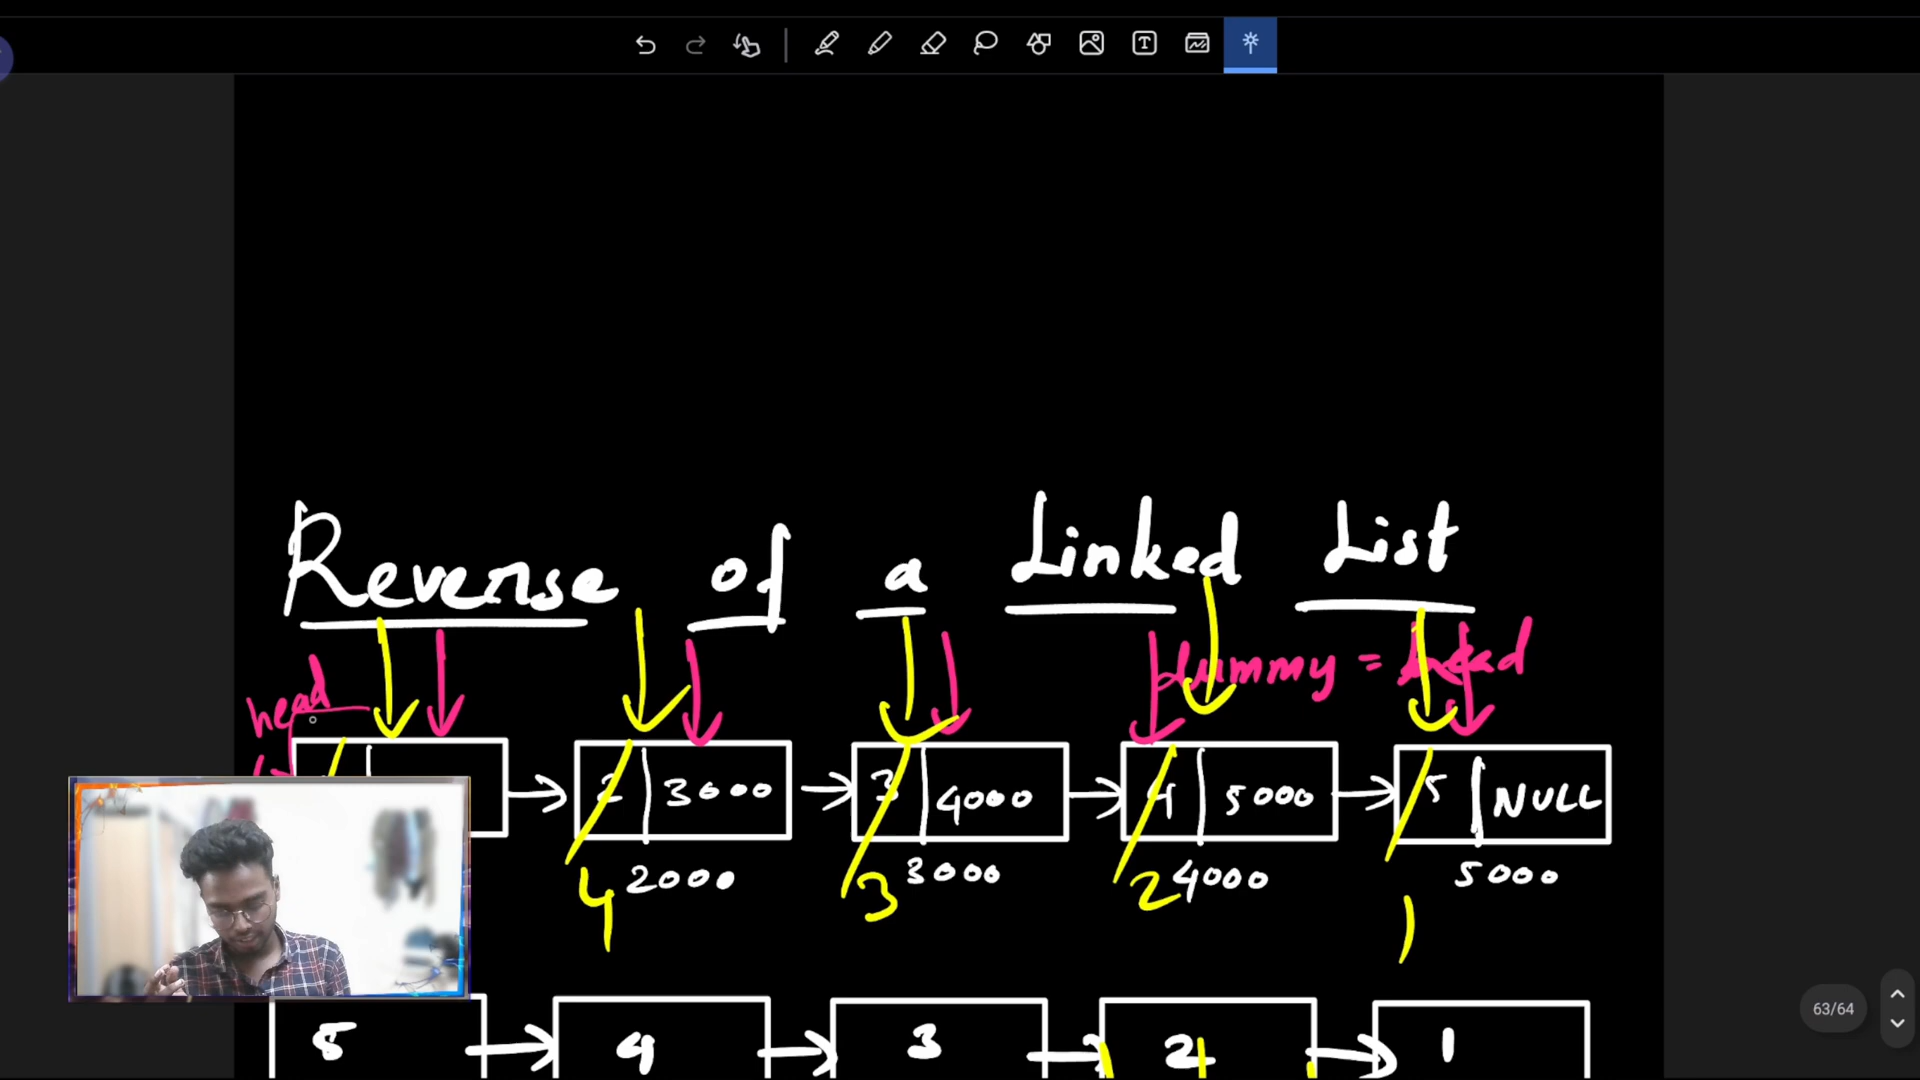 Reverse of a Linked List
head dummy = head
2 3000 3 4000 4 5000 5 NULL
4 2000 3 3000 2 4000 5000
1
5 4 3 2 1
63/64